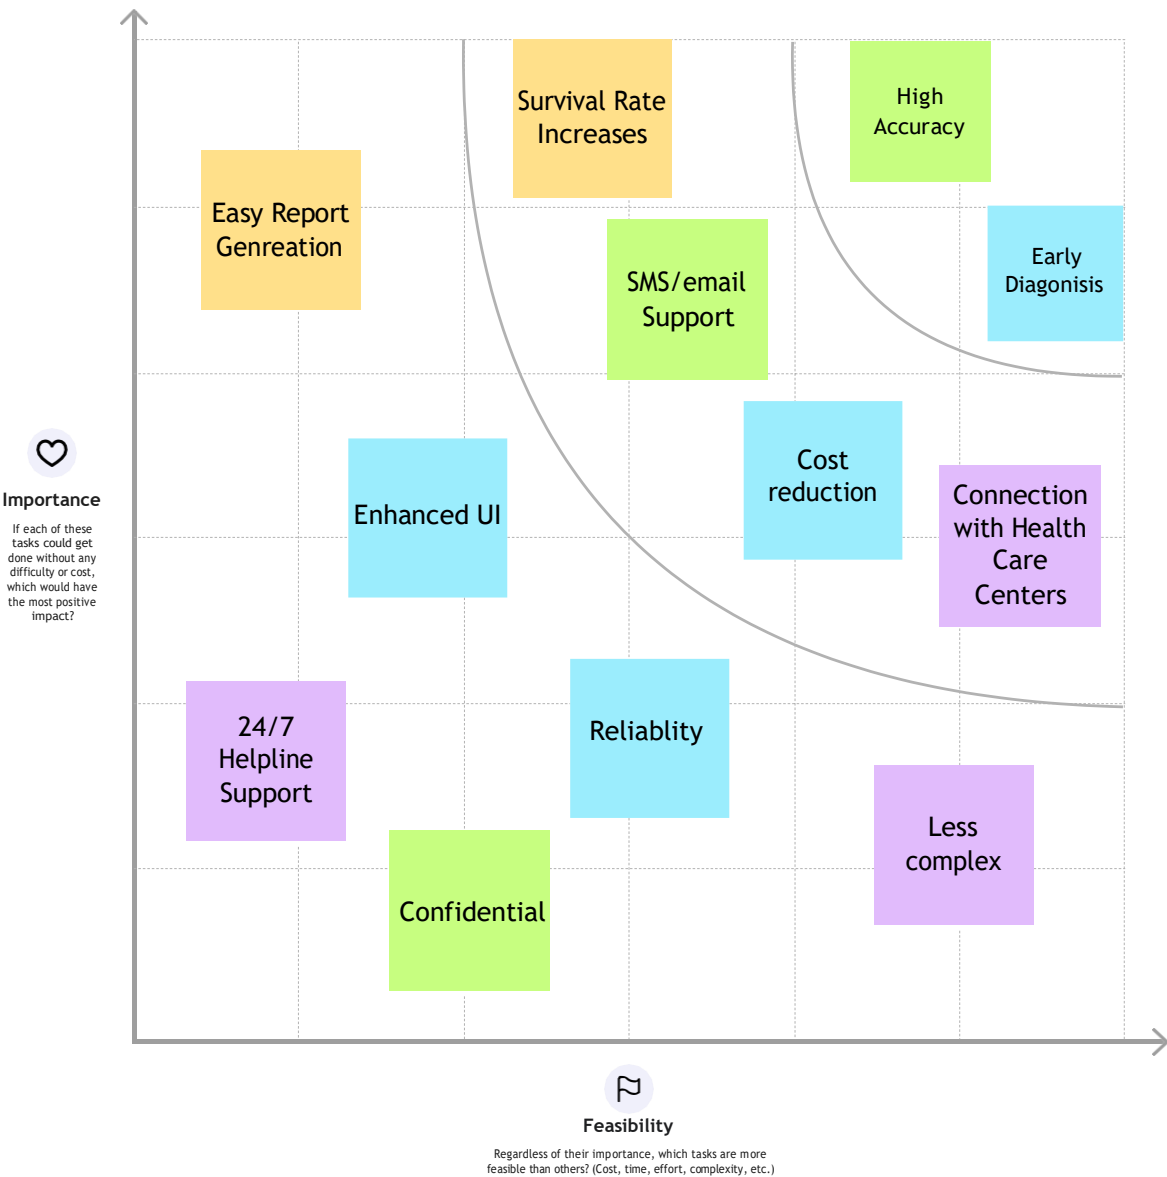 Survival Rate
Increases
High
Accuracy
Easy Report
Genreation
SMS/email
Support
Early
Diagonisis
Cost
reduction
Enhanced UI
Connection
with Health
Care
Centers
Importance
If each of these
tasks could get
done without any
difficulty or cost,
which would have
the most positive
impact?
24/7
Helpline
Support
Reliablity
Less
complex
Confidential
Feasibility
Regardless of their importance, which tasks are more
feasible than others? (Cost, time, effort, complexity, etc.)